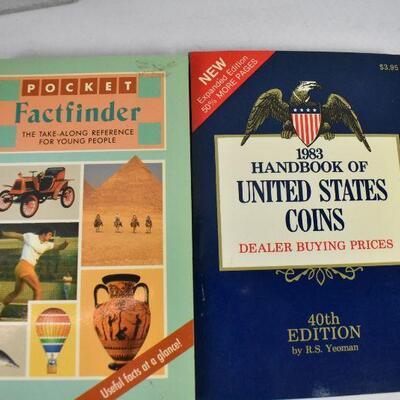 POCKET
Factfinder
THE TAKE-ALONG REFERENCE
FOR YOUNG PEOPLE
Useful facts at a glance!
NEW
Expanded Edition
50% MORE PAGES
$3.95
1983
HANDBOOK OF
UNITED STATES
COINS
DEALER BUYING PRICES
40th
EDITION
by R.S. Yeoman